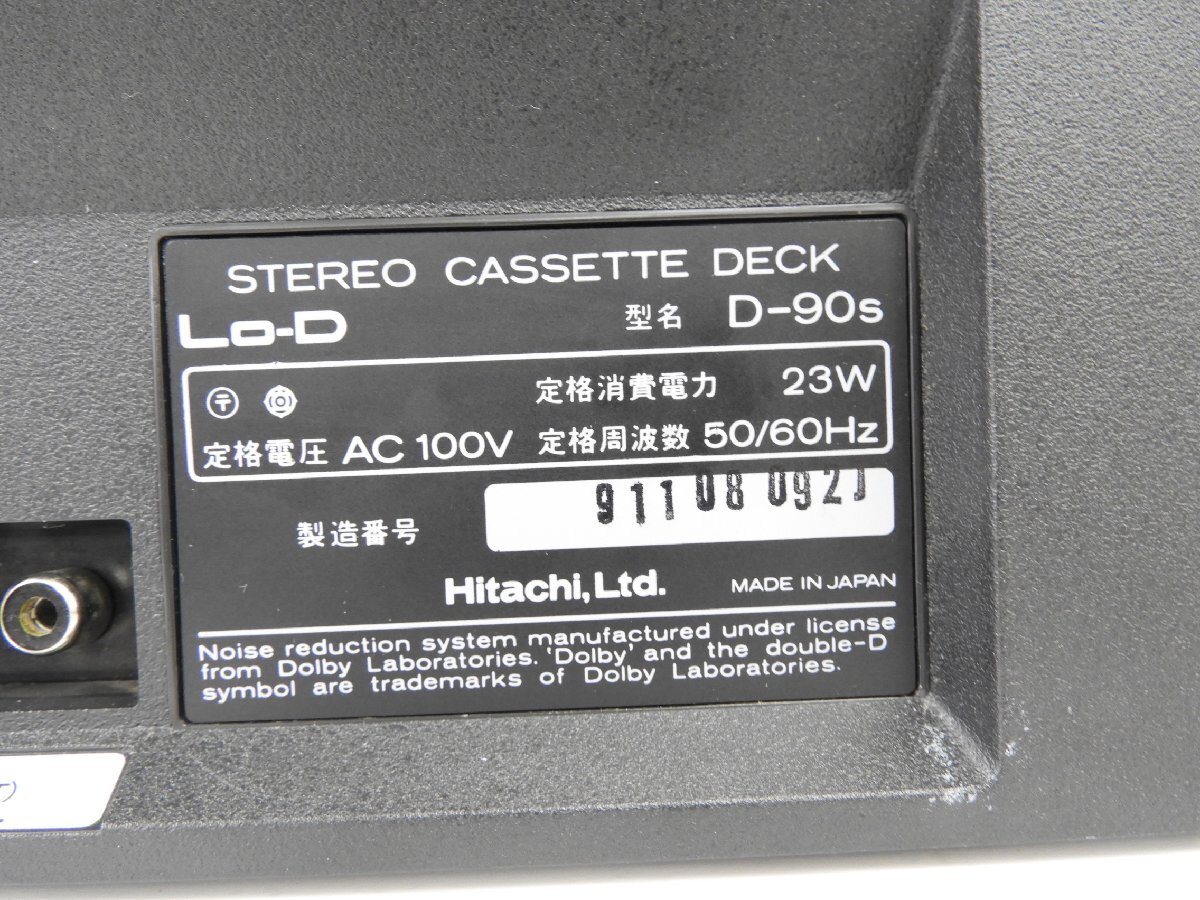 STEREO CASSETTE DECK
Lo-D 型名 D-90s
〒 定格消費電力 23W
定格電圧 AC 100V 定格周波数 50/60Hz
製造番号 911 08 092
Hitachi, Ltd. MADE IN JAPAN
Noise reduction system manufactured under license
from Dolby Laboratories. 'Dolby' and the double-D
symbol are trademarks of Dolby Laboratories.